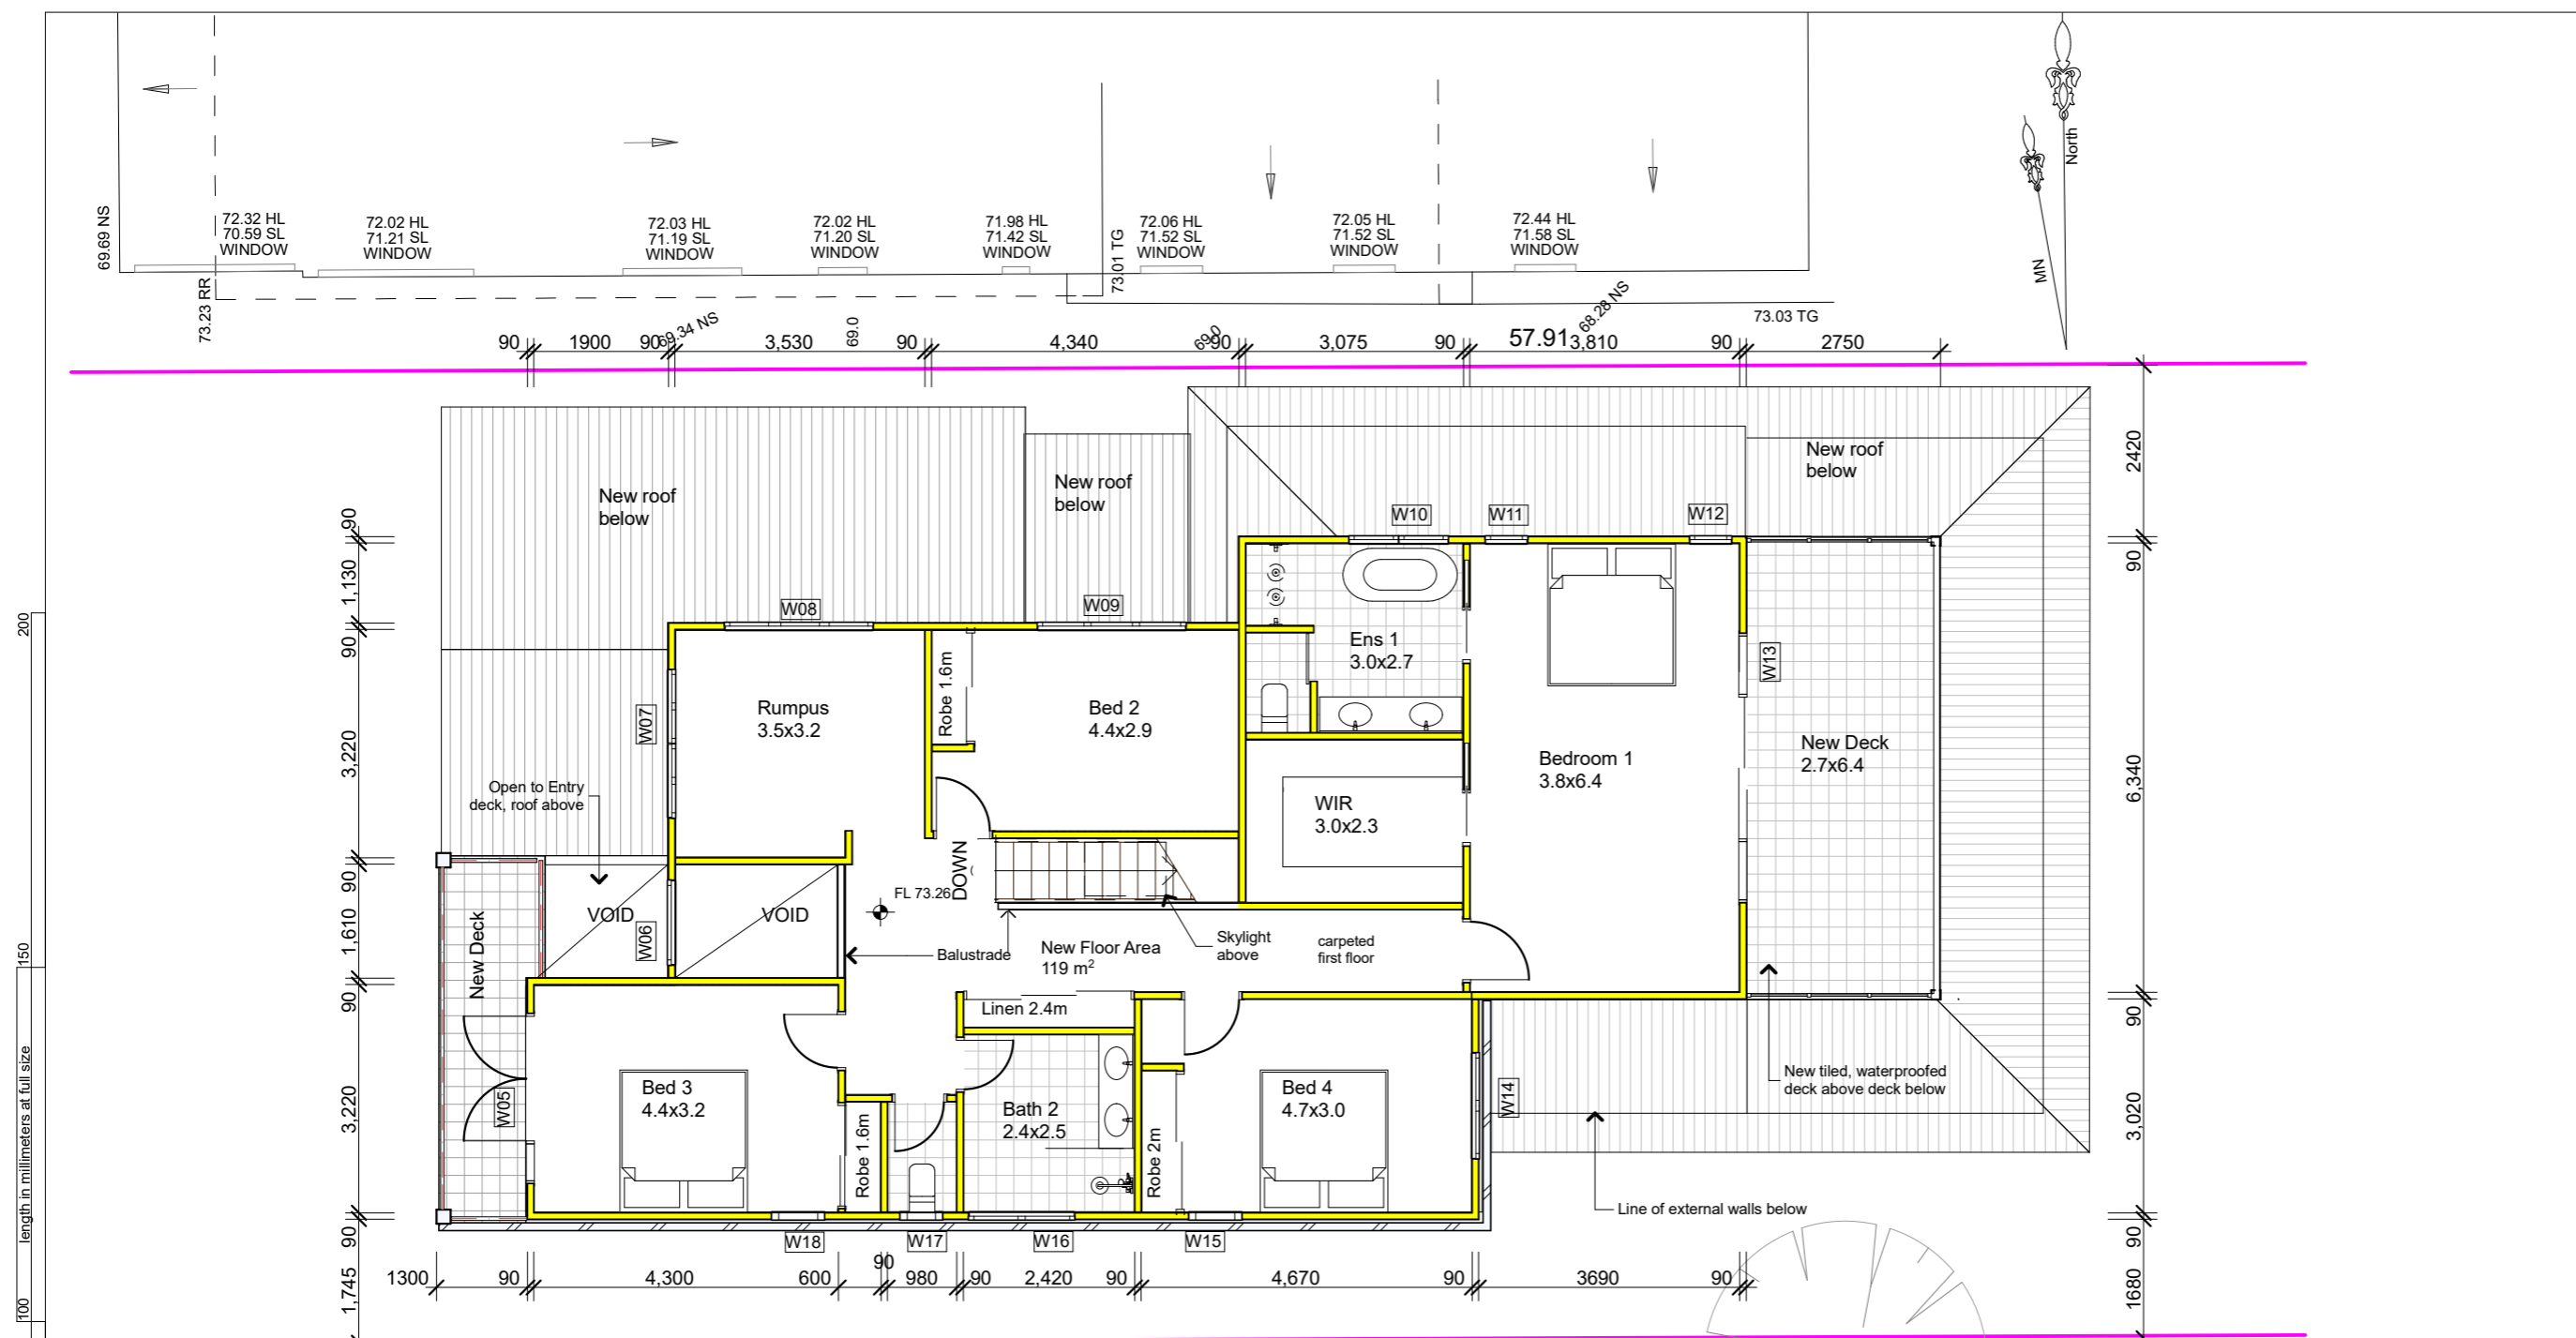 69.69 NS
72.32 HL
70.59 SL
WINDOW
72.02 HL
71.21 SL
WINDOW
72.03 HL
71.19 SL
WINDOW
72.02 HL
71.20 SL
WINDOW
71.98 HL
71.42 SL
WINDOW
72.06 HL
71.52 SL
WINDOW
72.05 HL
71.52 SL
WINDOW
72.44 HL
71.58 SL
WINDOW
73.01 TG
73.23 RR
69.34 NS
69.0
69.0
68.28 NS
73.03 TG
57.91
North
MN
90 1900 90 3,530 90 4,340 90 3,075 90 3,810 90 2750
New roof
below
New roof
below
New roof
below
W10
W11
W12
W08
W09
W07
W13
Ens 1
3.0x2.7
Robe 1.6m
Rumpus
3.5x3.2
Bed 2
4.4x2.9
Bedroom 1
3.8x6.4
New Deck
2.7x6.4
WIR
3.0x2.3
Open to Entry
deck, roof above
DOWN
FL 73.26
VOID
VOID
W06
New Deck
Balustrade
New Floor Area
119 m²
Skylight
above
carpeted
first floor
Linen 2.4m
Bed 3
4.4x3.2
W05
Robe 1.6m
Bath 2
2.4x2.5
Robe 2m
Bed 4
4.7x3.0
W14
New tiled, waterproofed
deck above deck below
Line of external walls below
W18
W17
W16
W15
1300 90 4,300 600 90 980 90 2,420 90 4,670 90 3690 90
90
1,130
90
3,220
90
1,610
90
3,220
90
1,745
2420
90
6,340
90
3,020
90
1680
200
150
100
length in millimeters at full size